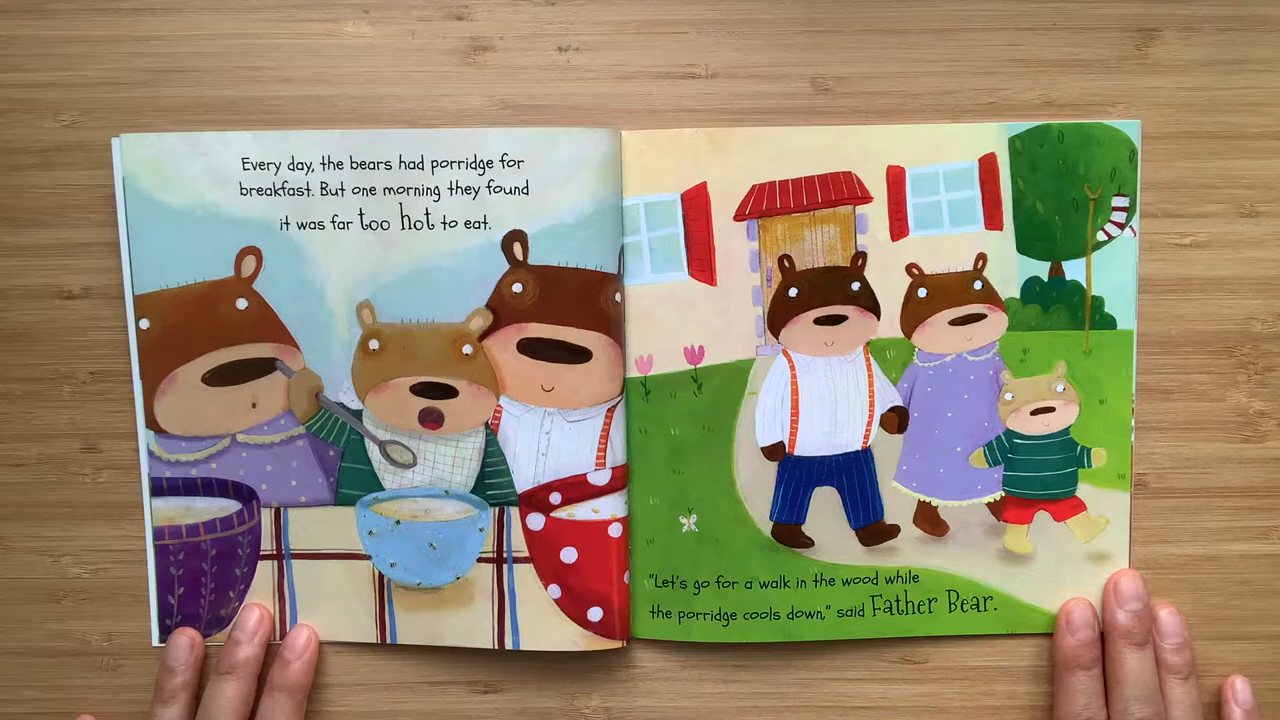 Every day, the bears had porridge for
breakfast. But one morning they found
it was far too hot to eat.
"Let's go for a walk in the wood while
the porridge cools down," said Father Bear.